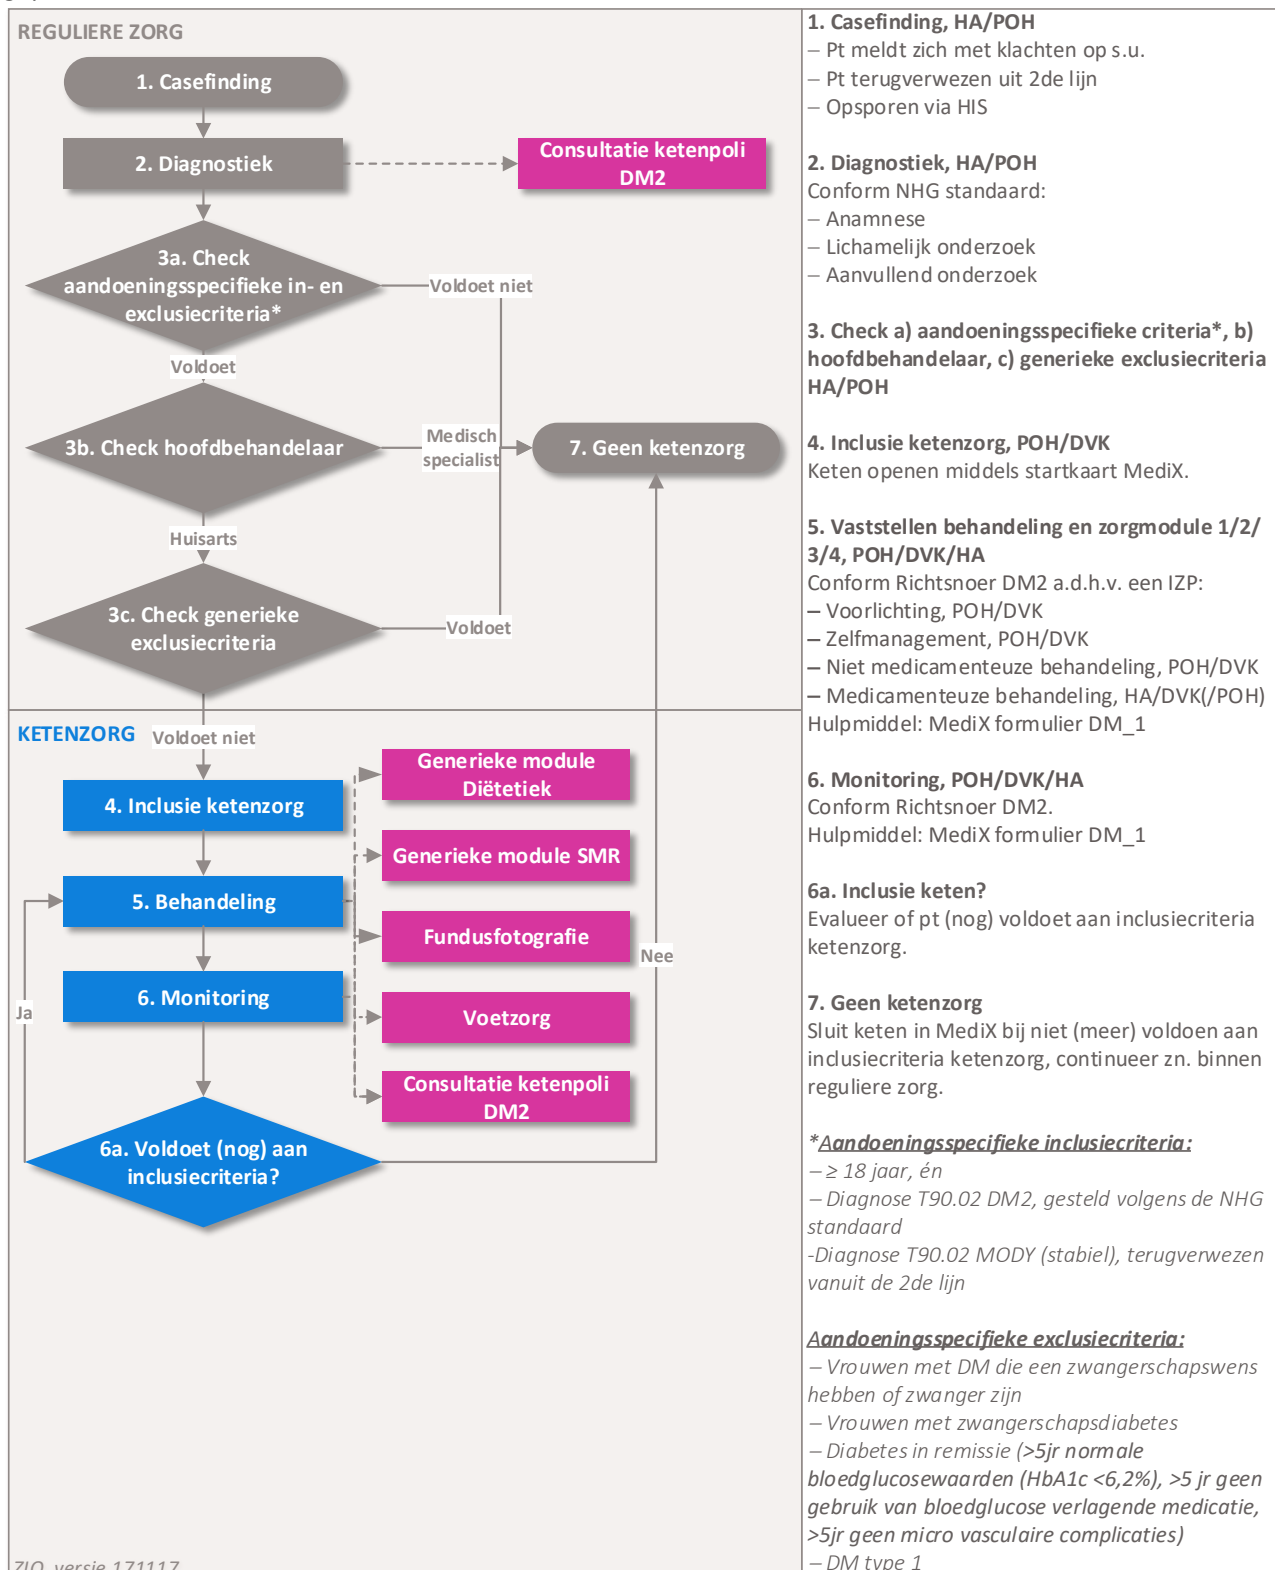 REGULIERE ZORG
1. Casefinding
2. Diagnostiek
Consultatie ketenpoli
DM2
3a. Check
aandoeningsspecifieke in- en
exclusiecriteria*
Voldoet niet
Voldoet
3b. Check hoofdbehandelaar
Medisch
specialist
7. Geen ketenzorg
Huisarts
3c. Check generieke
exclusiecriteria
Voldoet
KETENZORG
Voldoet niet
Generieke module
Diëtetiek
4. Inclusie ketenzorg
Generieke module SMR
5. Behandeling
Fundusfotografie
Nee
6. Monitoring
Ja
Voetzorg
Consultatie ketenpoli
DM2
6a. Voldoet (nog) aan
inclusiecriteria?
ZIO, versie 171117
1. Casefinding, HA/POH
– Pt meldt zich met klachten op s.u.
– Pt terugverwezen uit 2de lijn
– Opsporen via HIS
2. Diagnostiek, HA/POH
Conform NHG standaard:
– Anamnese
– Lichamelijk onderzoek
– Aanvullend onderzoek
3. Check a) aandoeningsspecifieke criteria*, b)
hoofdbehandelaar, c) generieke exclusiecriteria
HA/POH
4. Inclusie ketenzorg, POH/DVK
Keten openen middels startkaart MediX.
5. Vaststellen behandeling en zorgmodule 1/2/
3/4, POH/DVK/HA
Conform Richtsnoer DM2 a.d.h.v. een IZP:
– Voorlichting, POH/DVK
– Zelfmanagement, POH/DVK
– Niet medicamenteuze behandeling, POH/DVK
– Medicamenteuze behandeling, HA/DVK(/POH)
Hulpmiddel: MediX formulier DM_1
6. Monitoring, POH/DVK/HA
Conform Richtsnoer DM2.
Hulpmiddel: MediX formulier DM_1
6a. Inclusie keten?
Evalueer of pt (nog) voldoet aan inclusiecriteria
ketenzorg.
7. Geen ketenzorg
Sluit keten in MediX bij niet (meer) voldoen aan
inclusiecriteria ketenzorg, continueer zn. binnen
reguliere zorg.
*Aandoeningsspecifieke inclusiecriteria:
– ≥ 18 jaar, én
– Diagnose T90.02 DM2, gesteld volgens de NHG
standaard
-Diagnose T90.02 MODY (stabiel), terugverwezen
vanuit de 2de lijn
Aandoeningsspecifieke exclusiecriteria:
– Vrouwen met DM die een zwangerschapswens
hebben of zwanger zijn
– Vrouwen met zwangerschapsdiabetes
– Diabetes in remissie (>5jr normale
bloedglucosewaarden (HbA1c <6,2%), >5 jr geen
gebruik van bloedglucose verlagende medicatie,
>5jr geen micro vasculaire complicaties)
– DM type 1